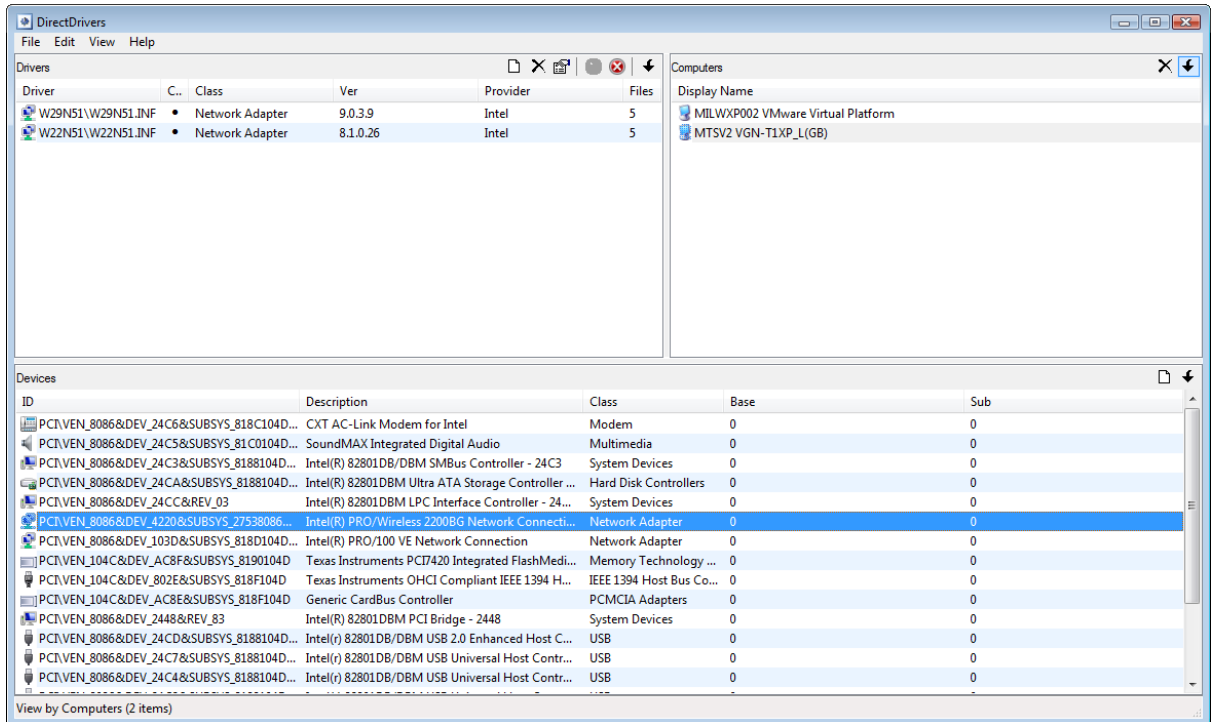 DirectDrivers
File Edit View Help
Drivers
Driver C.. Class Ver Provider Files
W29N51\W29N51.INF • Network Adapter 9.0.3.9 Intel 5
W22N51\W22N51.INF • Network Adapter 8.1.0.26 Intel 5
Computers
Display Name
MILWXP002 VMware Virtual Platform
MTSV2 VGN-T1XP_L(GB)
Devices
ID Description Class Base Sub
PCI\VEN_8086&DEV_24C6&SUBSYS_818C104D... CXT AC-Link Modem for Intel Modem 0 0
PCI\VEN_8086&DEV_24C5&SUBSYS_81C0104D... SoundMAX Integrated Digital Audio Multimedia 0 0
PCI\VEN_8086&DEV_24C3&SUBSYS_8188104D... Intel(R) 82801DB/DBM SMBus Controller - 24C3 System Devices 0 0
PCI\VEN_8086&DEV_24CA&SUBSYS_8188104D... Intel(R) 82801DBM Ultra ATA Storage Controller ... Hard Disk Controllers 0 0
PCI\VEN_8086&DEV_24CC&REV_03 Intel(R) 82801DBM LPC Interface Controller - 24... System Devices 0 0
PCI\VEN_8086&DEV_4220&SUBSYS_27538086... Intel(R) PRO/Wireless 2200BG Network Connecti... Network Adapter 0 0
PCI\VEN_8086&DEV_103D&SUBSYS_818D104D... Intel(R) PRO/100 VE Network Connection Network Adapter 0 0
PCI\VEN_104C&DEV_AC8F&SUBSYS_8190104D Texas Instruments PCI7420 Integrated FlashMedi... Memory Technology ... 0 0
PCI\VEN_104C&DEV_802E&SUBSYS_818F104D Texas Instruments OHCI Compliant IEEE 1394 H... IEEE 1394 Host Bus Co... 0 0
PCI\VEN_104C&DEV_AC8E&SUBSYS_818F104D Generic CardBus Controller PCMCIA Adapters 0 0
PCI\VEN_8086&DEV_2448&REV_83 Intel(R) 82801DBM PCI Bridge - 2448 System Devices 0 0
PCI\VEN_8086&DEV_24CD&SUBSYS_8188104D... Intel(r) 82801DB/DBM USB 2.0 Enhanced Host C... USB 0 0
PCI\VEN_8086&DEV_24C7&SUBSYS_8188104D... Intel(r) 82801DB/DBM USB Universal Host Contr... USB 0 0
PCI\VEN_8086&DEV_24C4&SUBSYS_8188104D... Intel(r) 82801DB/DBM USB Universal Host Contr... USB 0 0
View by Computers (2 items)